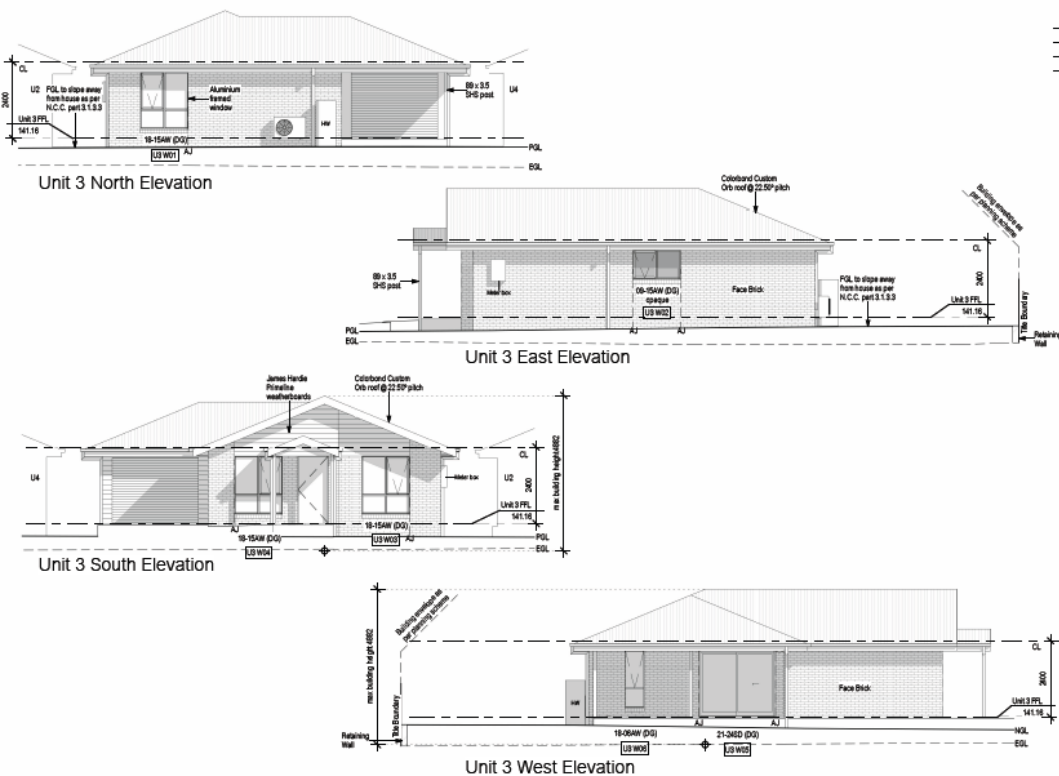 CL
2400
U2
FGL to slope away
from house as per
N.C.C. part 3.1.3.3
Unit 3 FFL
141.16
Aluminium
framed
window
HW
89 x 3.5
SHS post
U4
18-15AW (DG)
U3 W01
AJ
PGL
EGL
Unit 3 North Elevation
Colorbond Custom
Orb roof @ 22.50° pitch
Building envelope as
per planning scheme
89 x 3.5
SHS post
Meter box
09-15AW (DG)
opaque
U3 W02
Face Brick
FGL to slope away
from house as per
N.C.C. part 3.1.3.3
CL
2400
Unit 3 FFL
141.16
Title Boundary
Retaining
Wall
PGL
EGL
AJ
AJ
Unit 3 East Elevation
James Hardie
Primeline
weatherboards
Colorbond Custom
Orb roof @ 22.50° pitch
U4
Meter box
U2
CL
2400
max building height 4882
Unit 3 FFL
141.16
AJ
18-15AW (DG)
U3 W04
18-15AW (DG)
U3 W03
AJ
PGL
EGL
Unit 3 South Elevation
max building height 4882
Building envelope as
per planning scheme
Title Boundary
Retaining
Wall
HW
Face Brick
CL
2400
Unit 3 FFL
141.16
AJ
AJ
18-06AW (DG)
U3 W06
21-24SD (DG)
U3 W05
NGL
EGL
Unit 3 West Elevation